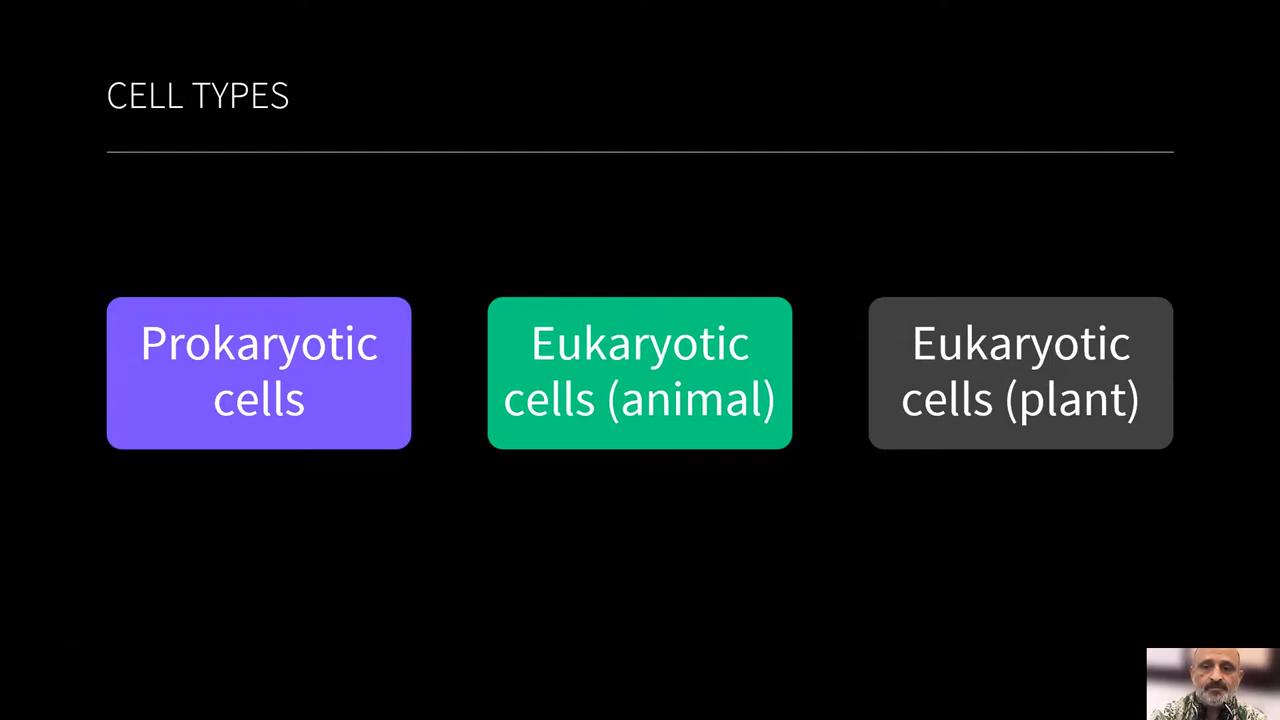 CELL TYPES
Prokaryotic
cells
Eukaryotic
cells (animal)
Eukaryotic
cells (plant)